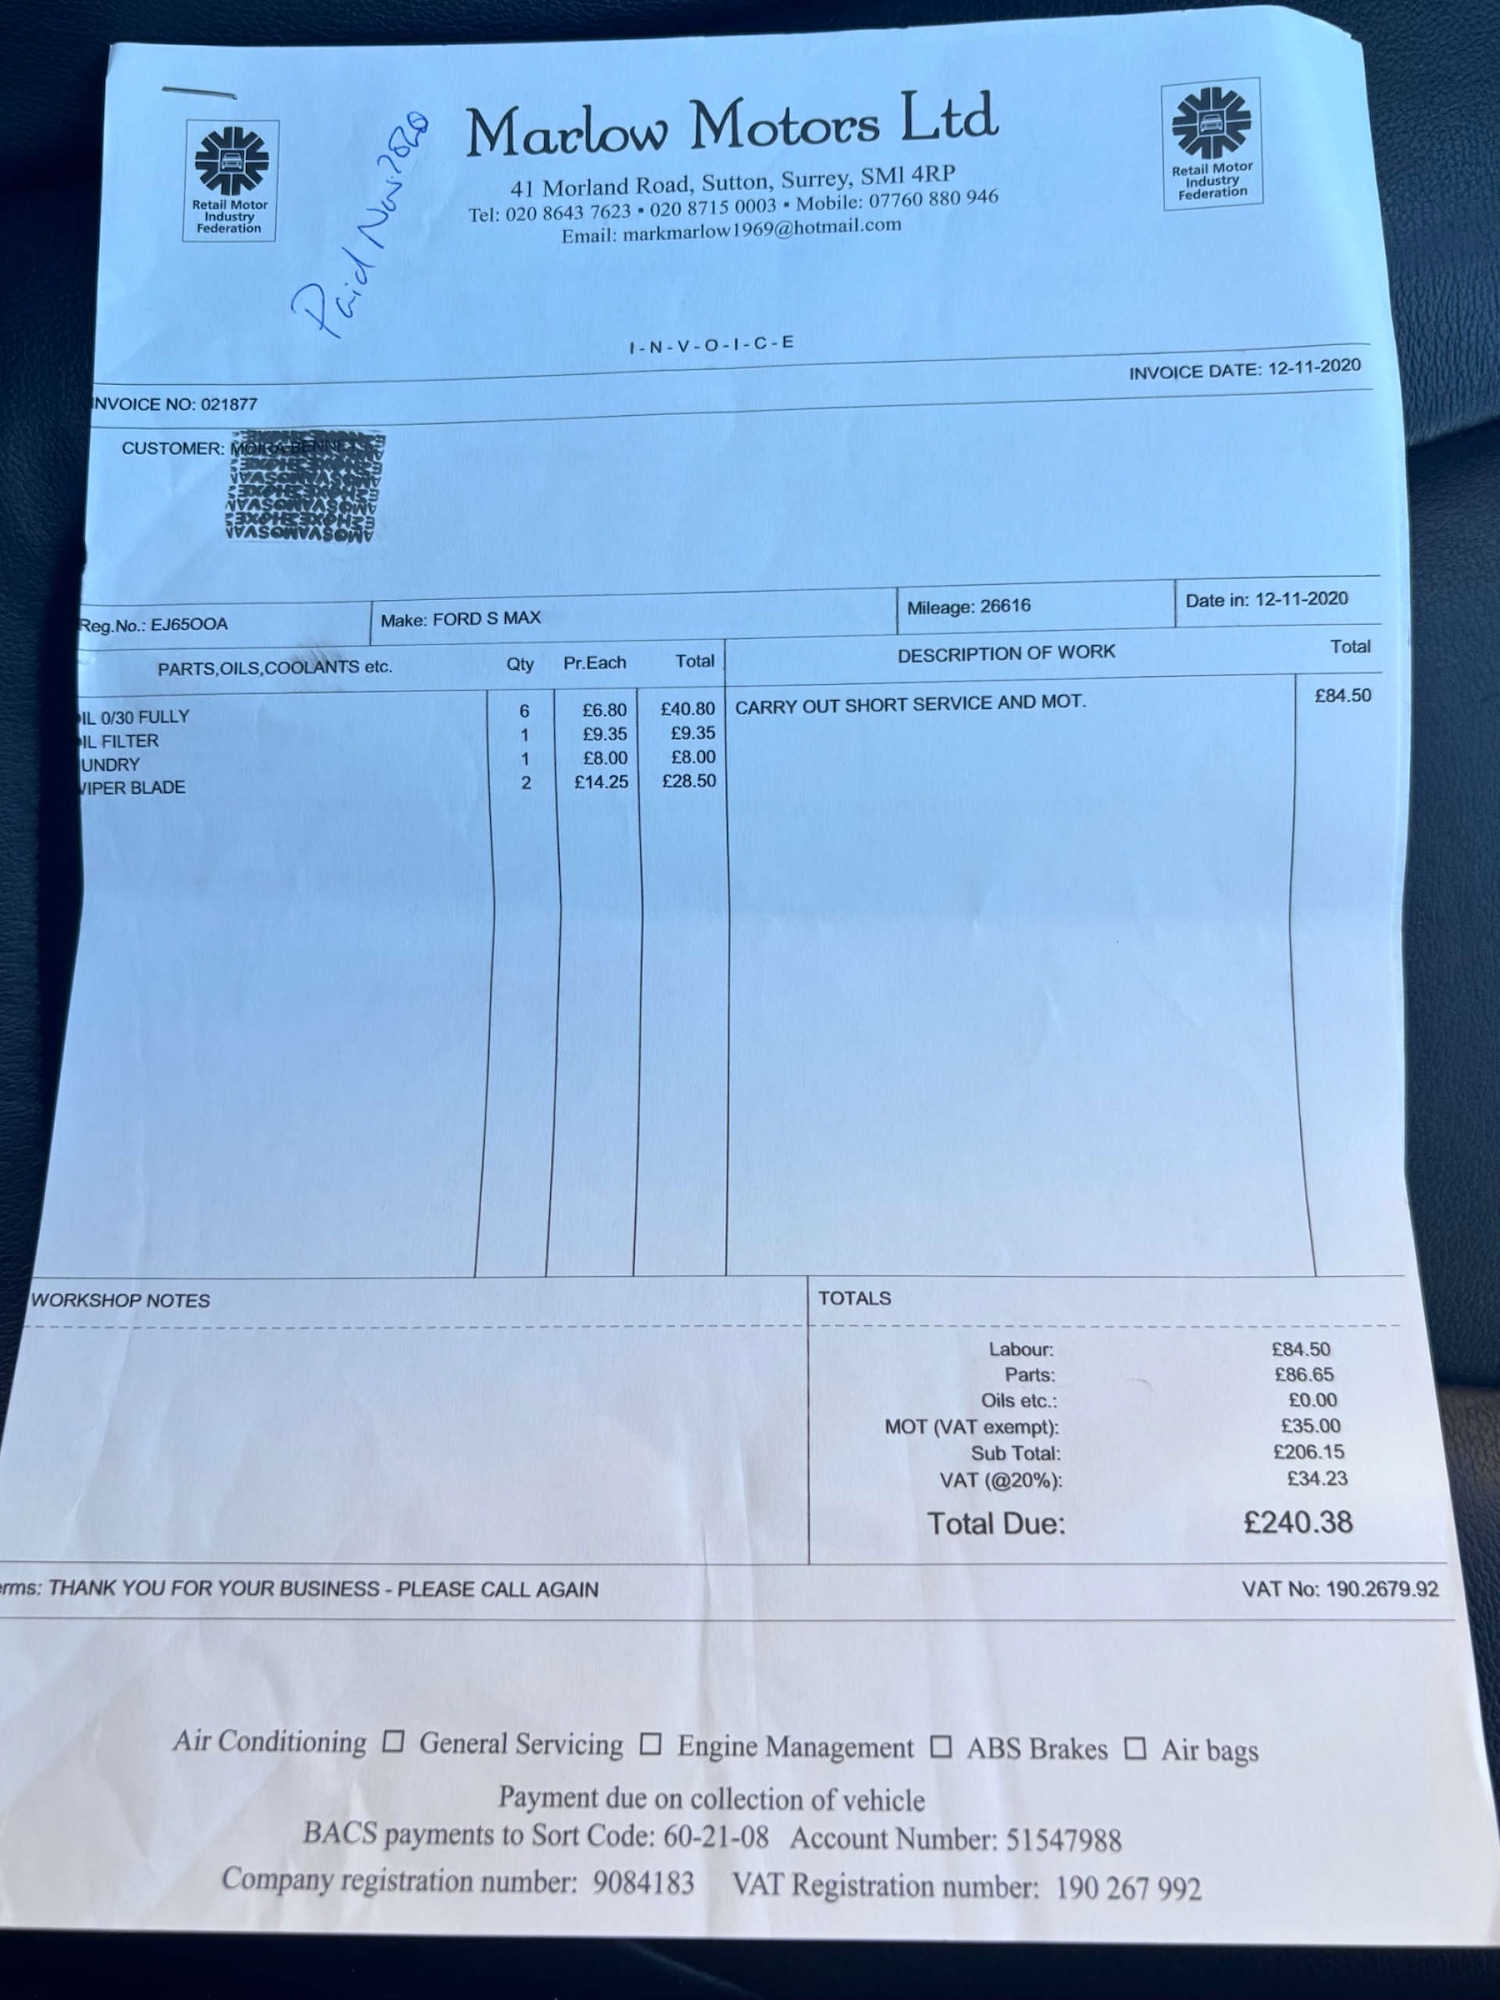 Marlow Motors Ltd
Retail Motor
Industry
Federation
Paid Nov. 2020
Retail Motor
Industry
Federation
41 Morland Road, Sutton, Surrey, SM1 4RP
Tel: 020 8643 7623 • 020 8715 0003 • Mobile: 07760 880 946
Email: markmarlow1969@hotmail.com
I-N-V-O-I-C-E
NVOICE NO: 021877 INVOICE DATE: 12-11-2020
CUSTOMER:
Reg.No.: EJ65OOA Make: FORD S MAX Mileage: 26616 Date in: 12-11-2020
PARTS,OILS,COOLANTS etc. Qty Pr.Each Total DESCRIPTION OF WORK Total
IL 0/30 FULLY 6 £6.80 £40.80 CARRY OUT SHORT SERVICE AND MOT. £84.50
IL FILTER 1 £9.35 £9.35
UNDRY 1 £8.00 £8.00
IPER BLADE 2 £14.25 £28.50
WORKSHOP NOTES TOTALS
Labour: £84.50
Parts: £86.65
Oils etc.: £0.00
MOT (VAT exempt): £35.00
Sub Total: £206.15
VAT (@20%): £34.23
Total Due: £240.38
erms: THANK YOU FOR YOUR BUSINESS - PLEASE CALL AGAIN VAT No: 190.2679.92
Air Conditioning ☐ General Servicing ☐ Engine Management ☐ ABS Brakes ☐ Air bags
Payment due on collection of vehicle
BACS payments to Sort Code: 60-21-08 Account Number: 51547988
Company registration number: 9084183 VAT Registration number: 190 267 992